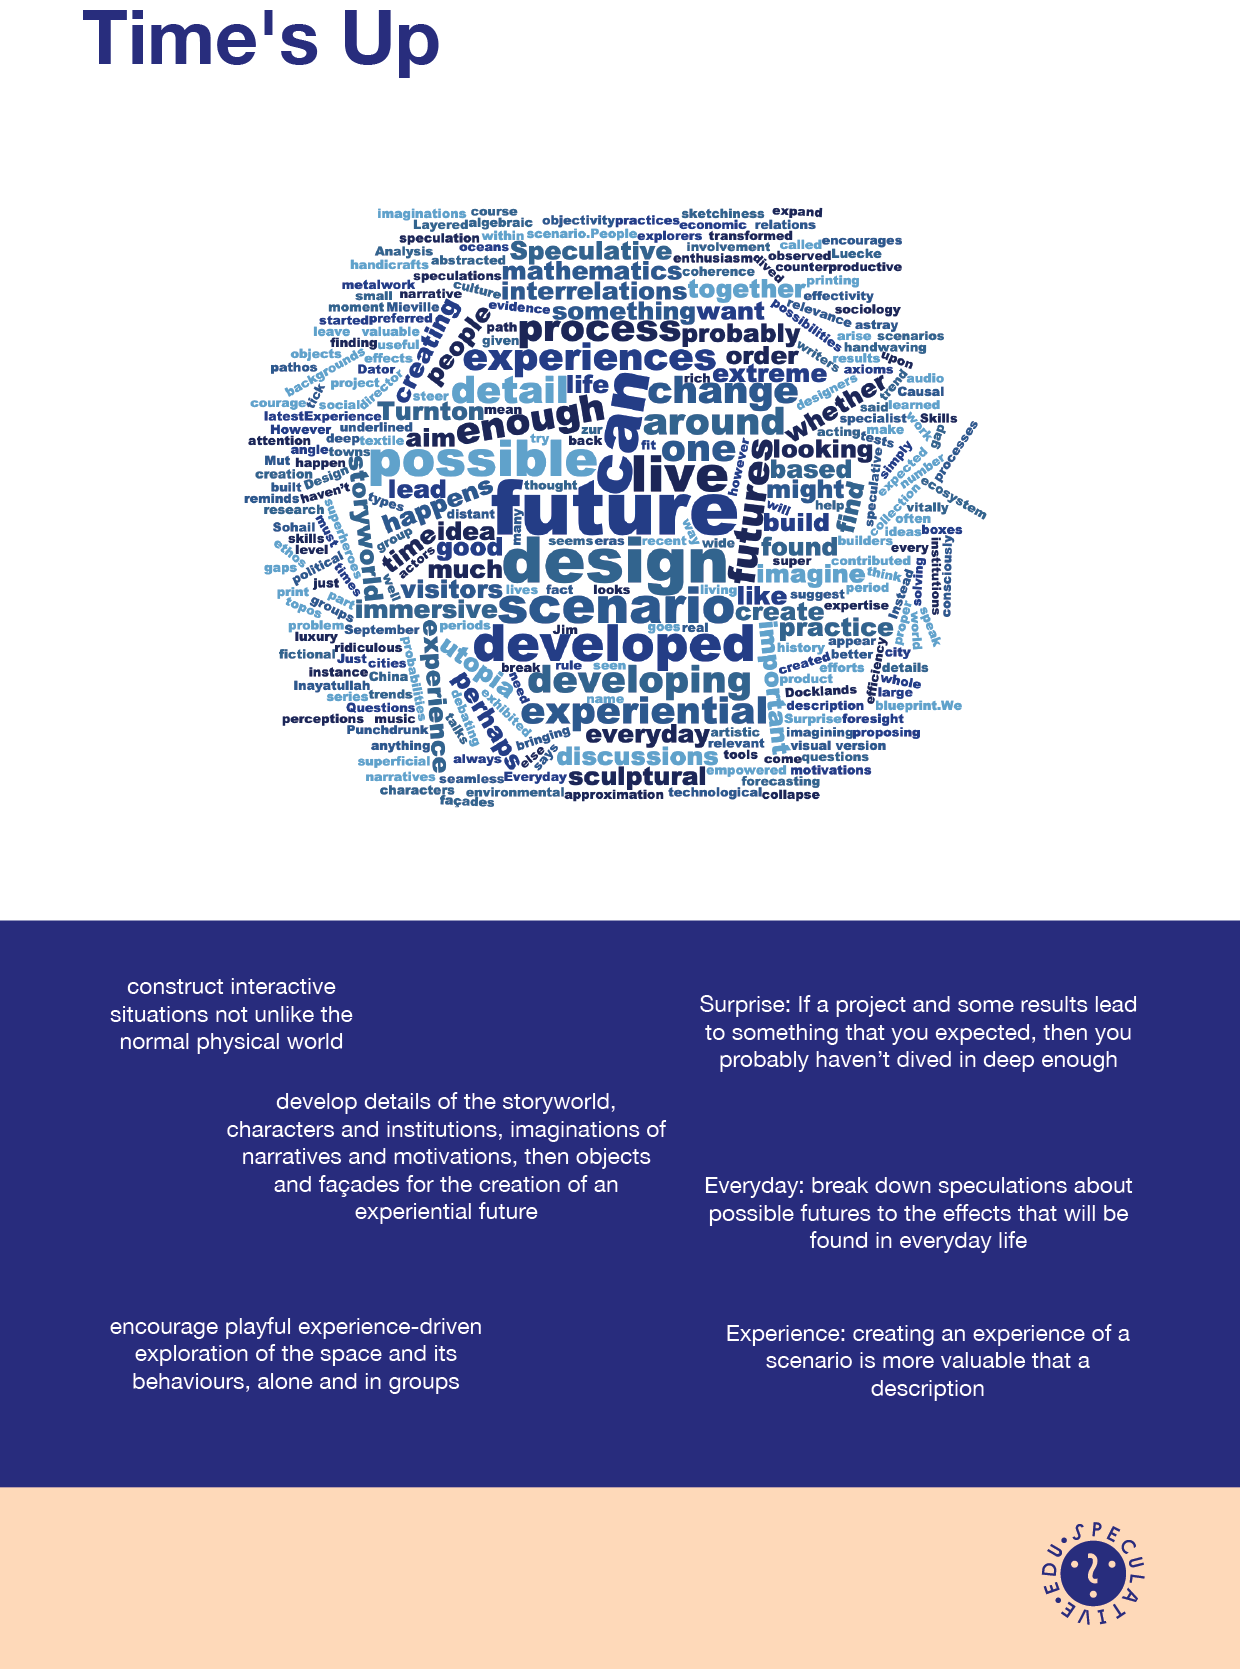 Time's Up
imaginations course
Layered algebraic objectivity practices sketchiness expand
economic relations
speculation within scenario.People explorers transformed
Analysis oceans Speculative involvement called encourages
handicrafts abstracted enthusiasm lived observed Luecke
speculations mathematics coherence counterproductive
metalwork culture interrelations together printing
small narrative effectivity
moment Mieville evidence something want possibilities relevance sociology
started preferred creating people path process probably astray
leave valuable given writers arise scenarios
finding useful experiences order handwaving
objects backgrounds effects results upon
pathos Dator rich extreme axioms
project director steer detail life can change designers whether trend audio
tick Causal
courage social Turnton mean enough around said learned
latest Experience zur specialist work Skills
However underlined aim try back fit one acting make gap
attention deep textile tests processes
angle towns possible live looking simply
Mut happen storyworld however futures based speculative expected number
creation Design lead happens thought might find collection ecosystem
built haven't types will help vitally
reminds superheroes distant future build often
research group many way ideas boxes
Sohail must time idea
skills actors good seems eras recent wide found builders every institutions
ethos level much design super contributed consciously
gaps political times well imagine think Instead solving
just visitors lives fact looks living like suggest period
print part immersive scenario create expertise proper world speak
topos groups
problem September experience periods developed Jim goes real important practice
luxury ridiculous utopia history appear
fictional Just cities probabilities break rule seen created better efficiency city
instance China perhaps need developing efforts details
Inayatullah product whole
series trends debating exhibited name Docklands large
Questions experiential description blueprint.We
perceptions music talks Surprise foresight
Punchdrunk bringing everyday artistic imagining proposing
anything else says relevant visual version
superficial always discussions tools come questions
narratives seamless Everyday sculptural empowered motivations
characters forecasting
environmental approximation technological collapse
façades
construct interactive
situations not unlike the
normal physical world
Surprise: If a project and some results lead
to something that you expected, then you
probably haven't dived in deep enough
develop details of the storyworld,
characters and institutions, imaginations of
narratives and motivations, then objects
and façades for the creation of an
experiential future
Everyday: break down speculations about
possible futures to the effects that will be
found in everyday life
encourage playful experience-driven
exploration of the space and its
behaviours, alone and in groups
Experience: creating an experience of a
scenario is more valuable that a
description
SPECULATIVE•EDU•